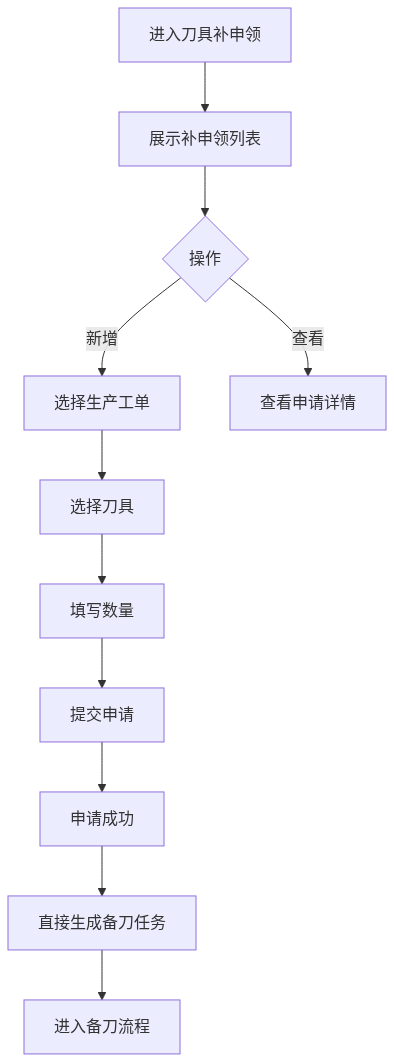 进入刀具补申领
展示补申领列表
操作
新增
查看
选择生产工单
查看申请详情
选择刀具
填写数量
提交申请
申请成功
直接生成备刀任务
进入备刀流程